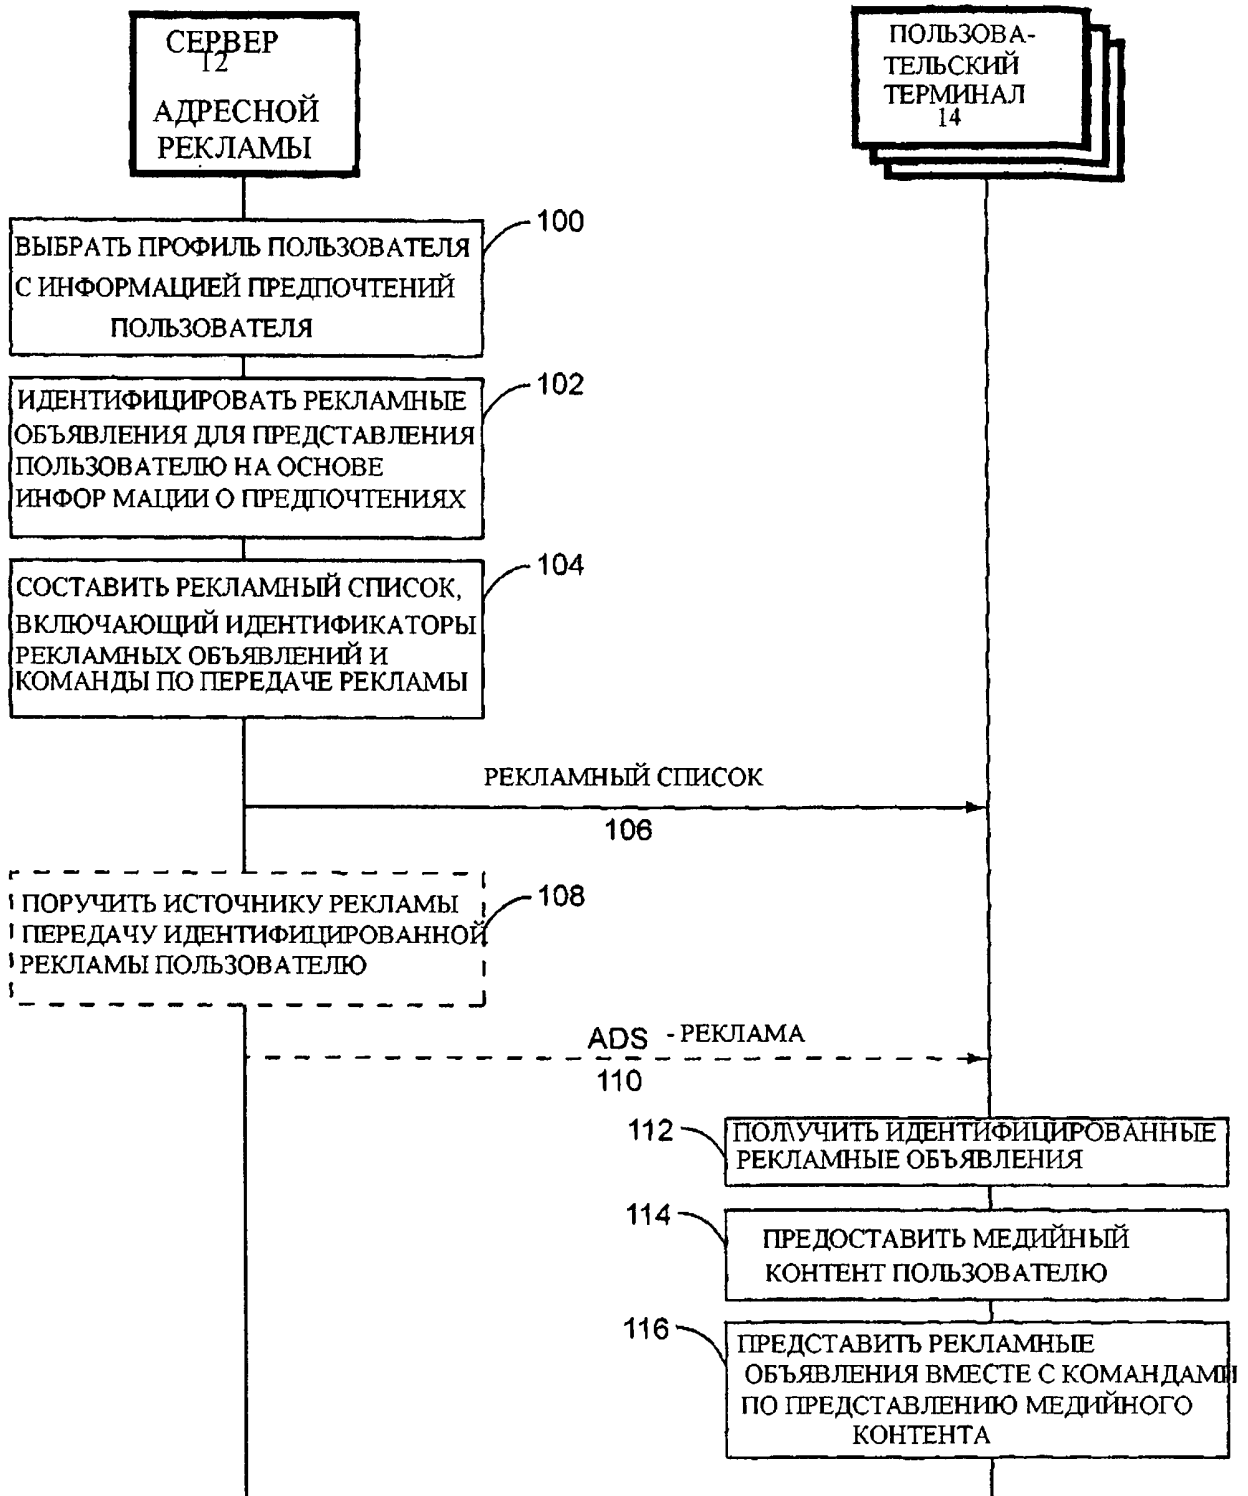 СЕРВЕР
12
АДРЕСНОЙ
РЕКЛАМЫ
ПОЛЬЗОВА-
ТЕЛЬСКИЙ
ТЕРМИНАЛ
14
100
ВЫБРАТЬ ПРОФИЛЬ ПОЛЬЗОВАТЕЛЯ
С ИНФОРМАЦИЕЙ ПРЕДПОЧТЕНИЙ
ПОЛЬЗОВАТЕЛЯ
102
ИДЕНТИФИЦИРОВАТЬ РЕКЛАМНЫЕ
ОБЪЯВЛЕНИЯ ДЛЯ ПРЕДСТАВЛЕНИЯ
ПОЛЬЗОВАТЕЛЮ НА ОСНОВЕ
ИНФОР МАЦИИ О ПРЕДПОЧТЕНИЯХ
104
СОСТАВИТЬ РЕКЛАМНЫЙ СПИСОК,
ВКЛЮЧАЮЩИЙ ИДЕНТИФИКАТОРЫ
РЕКЛАМНЫХ ОБЪЯВЛЕНИЙ И
КОМАНДЫ ПО ПЕРЕДАЧЕ РЕКЛАМЫ
РЕКЛАМНЫЙ СПИСОК
106
108
ПОРУЧИТЬ ИСТОЧНИКУ РЕКЛАМЫ
ПЕРЕДАЧУ ИДЕНТИФИЦИРОВАННОЙ
РЕКЛАМЫ ПОЛЬЗОВАТЕЛЮ
ADS - РЕКЛАМА
110
112
ПОЛ\УЧИТЬ ИДЕНТИФИЦИРОВАННЫЕ
РЕКЛАМНЫЕ ОБЪЯВЛЕНИЯ
114
ПРЕДОСТАВИТЬ МЕДИЙНЫЙ
КОНТЕНТ ПОЛЬЗОВАТЕЛЮ
116
ПРЕДСТАВИТЬ РЕКЛАМНЫЕ
ОБЪЯВЛЕНИЯ ВМЕСТЕ С КОМАНДАМИ
ПО ПРЕДСТАВЛЕНИЮ МЕДИЙНОГО
КОНТЕНТА